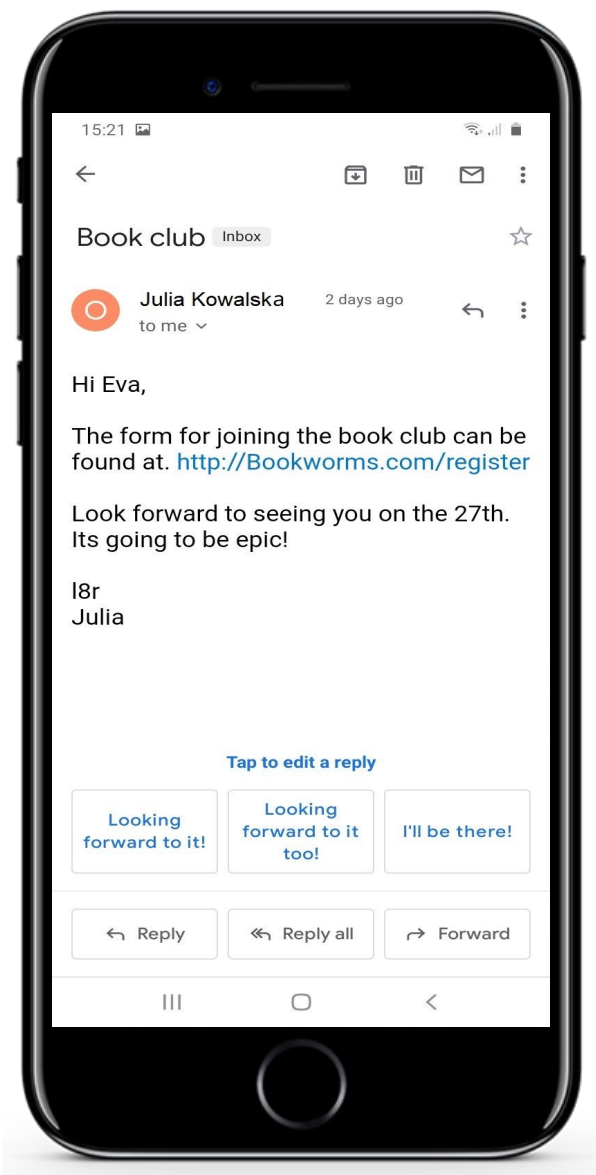 15:21
Book club Inbox
O Julia Kowalska 2 days ago
to me
Hi Eva,
The form for joining the book club can be
found at. http://Bookworms.com/register
Look forward to seeing you on the 27th.
Its going to be epic!
l8r
Julia
Tap to edit a reply
Looking
forward to it!
Looking
forward to it
too!
I'll be there!
Reply Reply all Forward